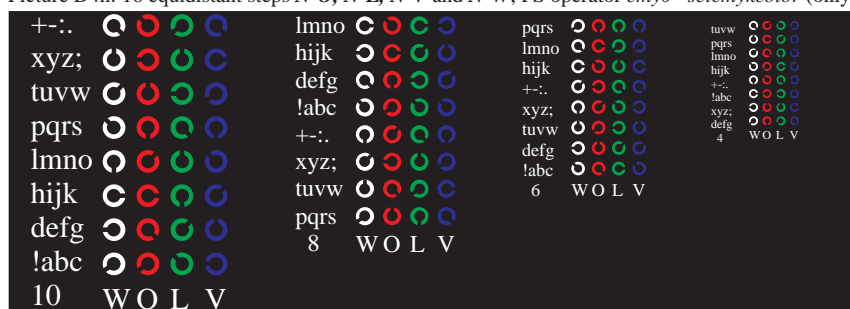 +-:.
xyz;
tuvw
pqrs
lmno
hijk
defg
!abc
10 W O L V
lmno
hijk
defg
!abc
+-:.
xyz;
tuvw
pqrs
8 W O L V
pqrs
lmno
hijk
+-:.
xyz;
tuvw
defg
!abc
6 W O L V
tuvw
pqrs
lmno
hijk
+-:.
!abc
xyz;
defg
4 W O L V